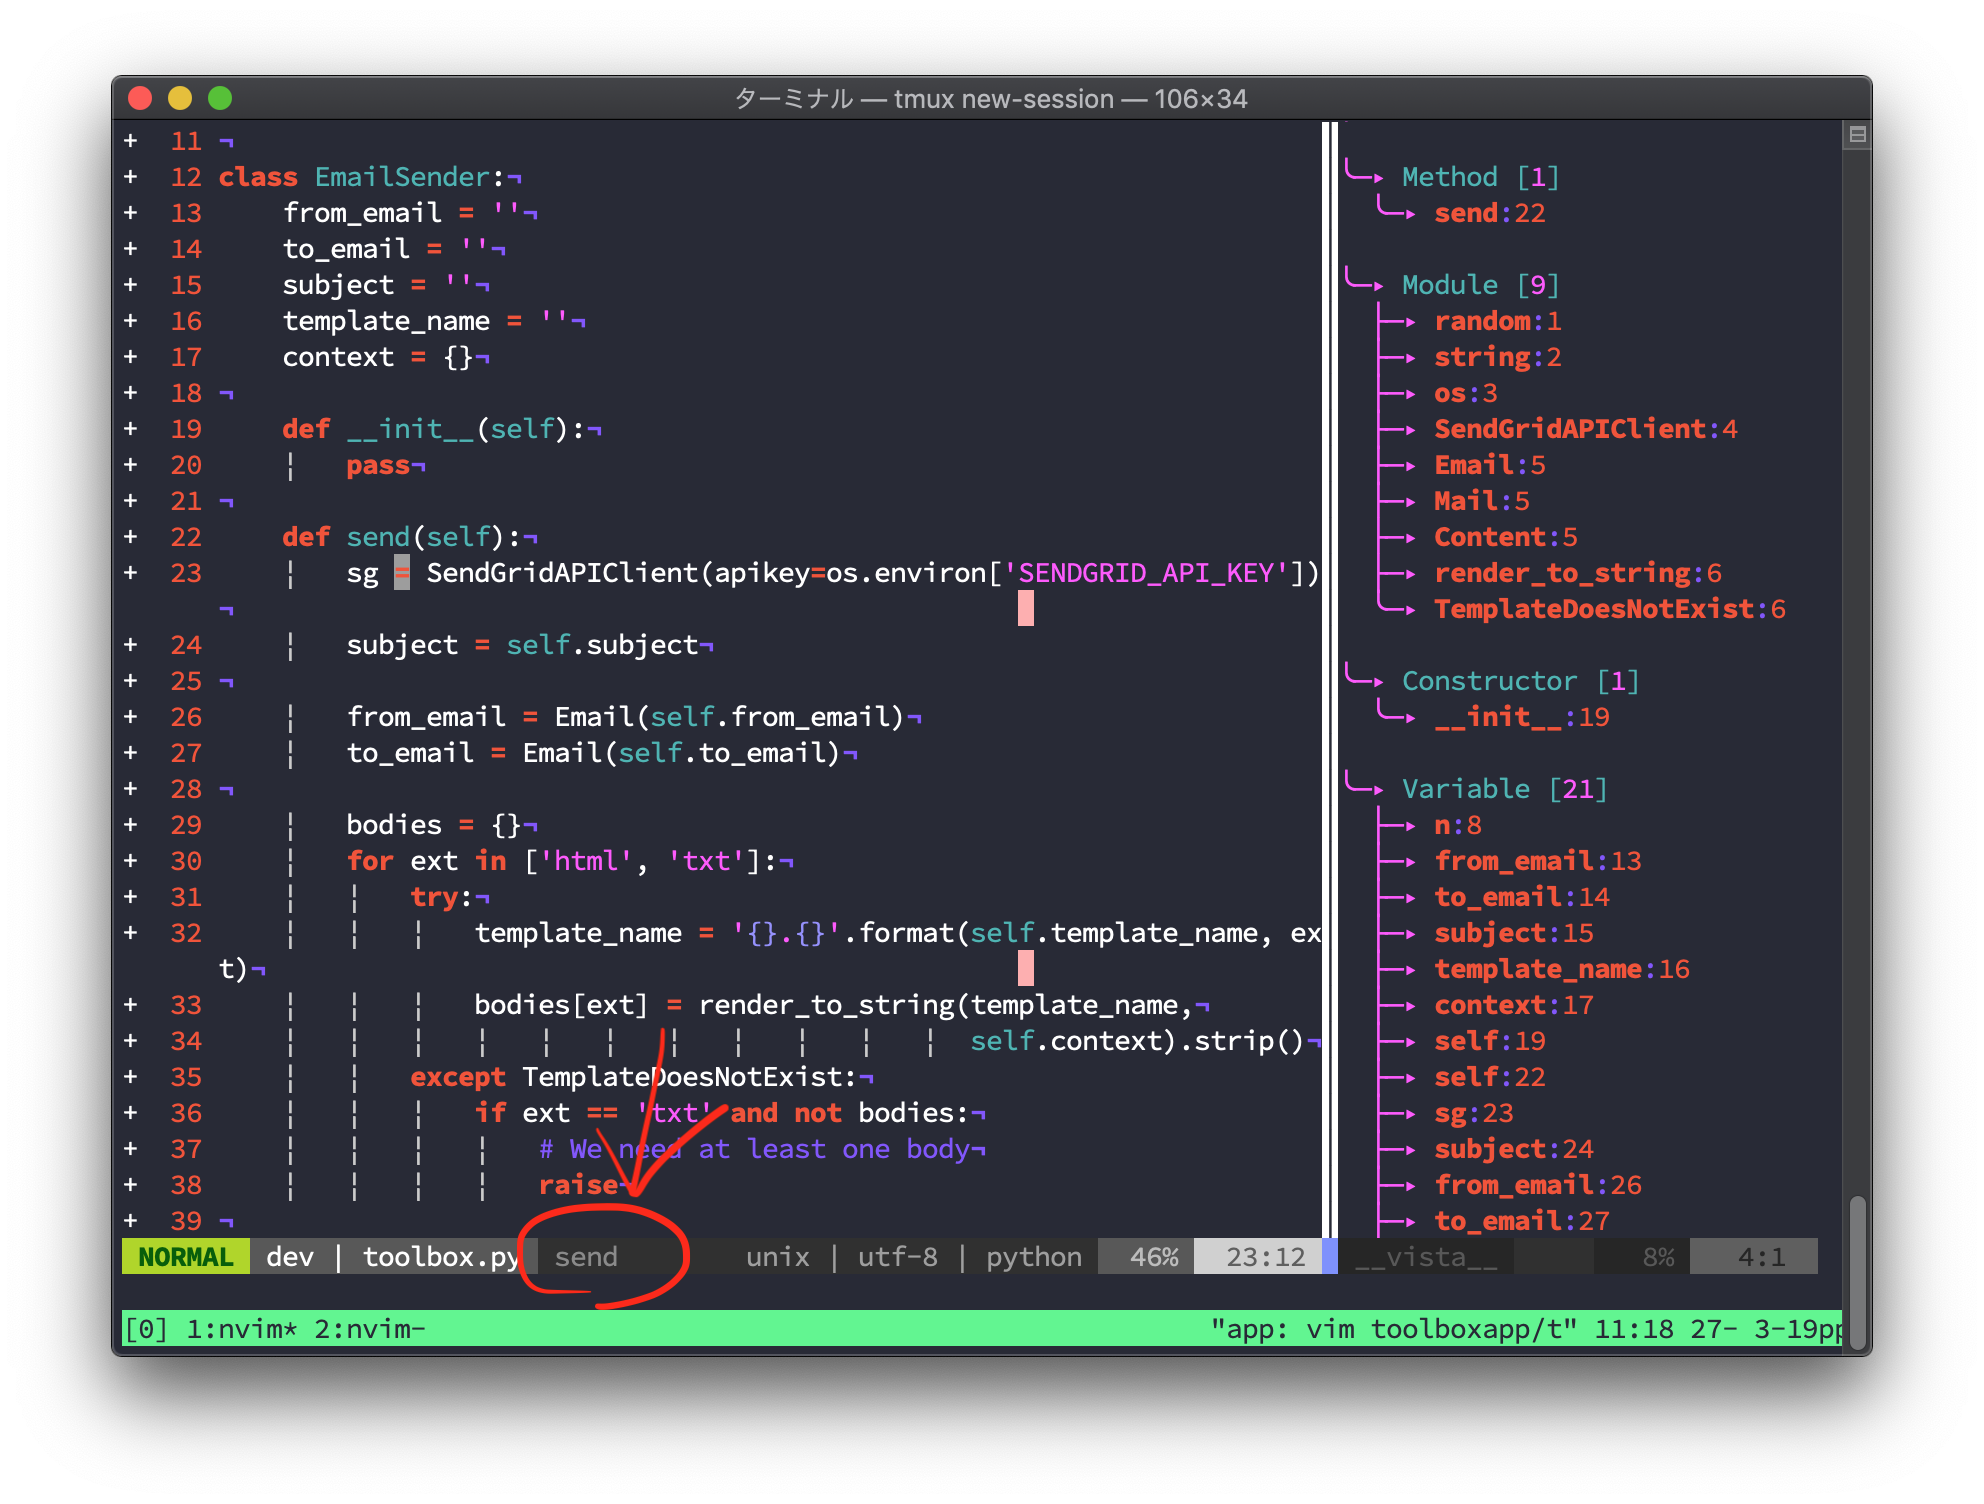 ターミナル — tmux new-session — 106×34
+ 11 ¬
+ 12 class EmailSender:¬
+ 13     from_email = ''¬
+ 14     to_email = ''¬
+ 15     subject = ''¬
+ 16     template_name = ''¬
+ 17     context = {}¬
+ 18 ¬
+ 19     def __init__(self):¬
+ 20     ¦   pass¬
+ 21 ¬
+ 22     def send(self):¬
+ 23     ¦   sg = SendGridAPIClient(apikey=os.environ['SENDGRID_API_KEY'])
¬
+ 24     ¦   subject = self.subject¬
+ 25 ¬
+ 26     ¦   from_email = Email(self.from_email)¬
+ 27     ¦   to_email = Email(self.to_email)¬
+ 28 ¬
+ 29     ¦   bodies = {}¬
+ 30     ¦   for ext in ['html', 'txt']:¬
+ 31     ¦   ¦   try:¬
+ 32     ¦   ¦   ¦   template_name = '{}.{}'.format(self.template_name, ex
t)¬
+ 33     ¦   ¦   ¦   bodies[ext] = render_to_string(template_name,¬
+ 34     ¦   ¦   ¦   ¦   ¦   ¦   ¦   ¦   ¦   ¦   ¦  self.context).strip()¬
+ 35     ¦   ¦   except TemplateDoesNotExist:¬
+ 36     ¦   ¦   ¦   if ext == 'txt' and not bodies:¬
+ 37     ¦   ¦   ¦   ¦   # We need at least one body¬
+ 38     ¦   ¦   ¦   ¦   raise¬
+ 39 ¬
Method [1]
send:22
Module [9]
random:1
string:2
os:3
SendGridAPIClient:4
Email:5
Mail:5
Content:5
render_to_string:6
TemplateDoesNotExist:6
Constructor [1]
__init__:19
Variable [21]
n:8
from_email:13
to_email:14
subject:15
template_name:16
context:17
self:19
self:22
sg:23
subject:24
from_email:26
to_email:27
NORMAL dev | toolbox.py send unix | utf-8 | python 46% 23:12 __vista__ 8% 4:1
[0] 1:nvim* 2:nvim- "app: vim toolboxapp/t" 11:18 27- 3-19pp